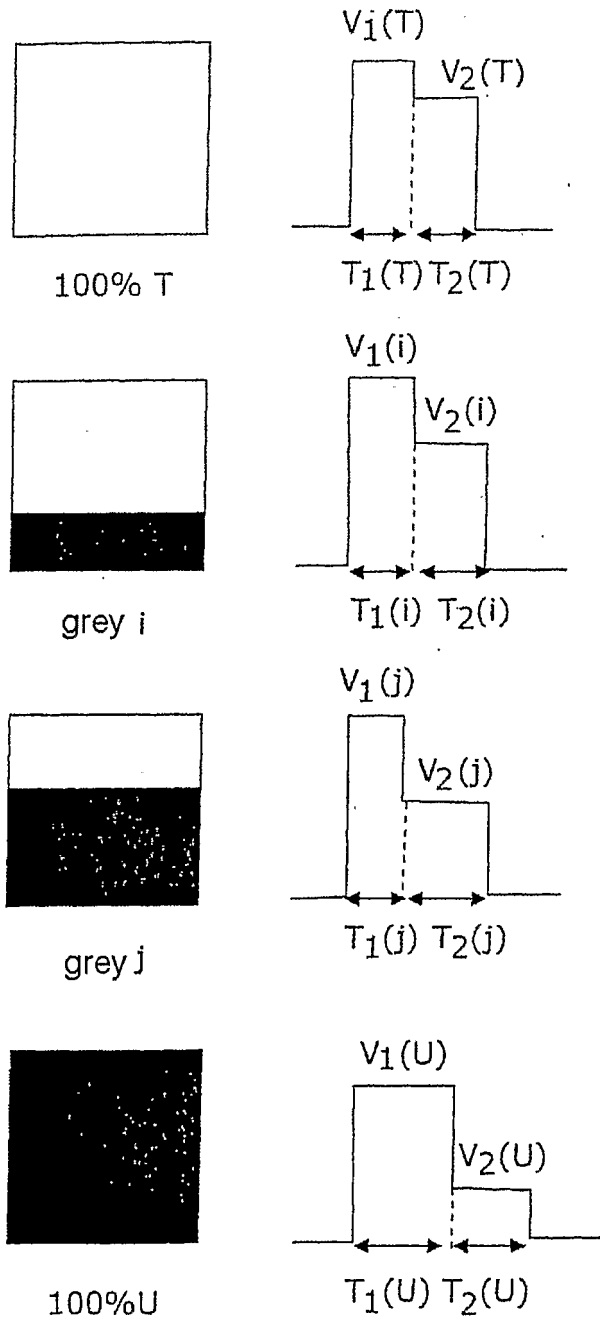 V1(T)
V2(T)
100% T
T1(T) T2(T)
V1(i)
V2(i)
grey i
T1(i) T2(i)
V1(j)
V2(j)
grey j
T1(j) T2(j)
V1(U)
V2(U)
100%U
T1(U) T2(U)